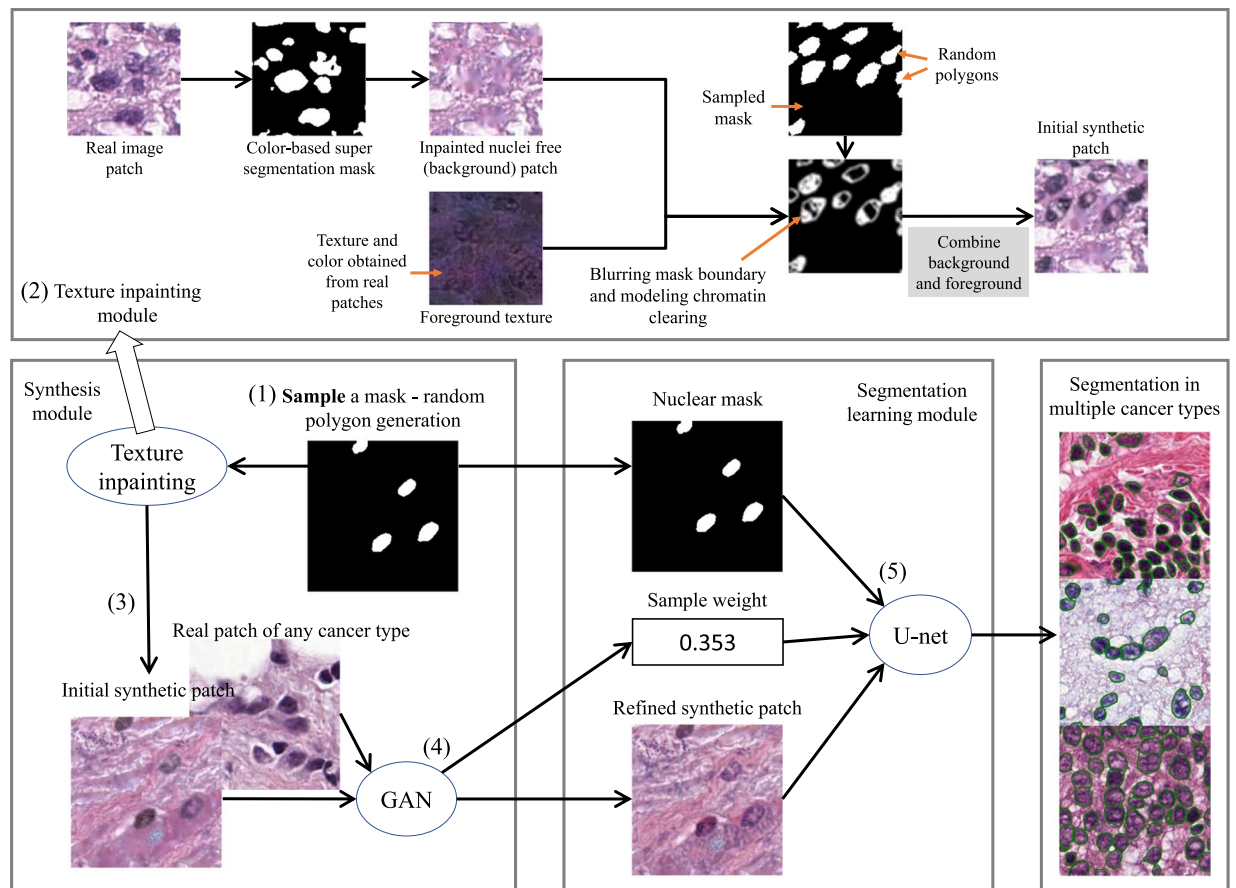 Real image
patch
Color-based super
segmentation mask
Inpainted nuclei free
(background) patch
Sampled
mask
Random
polygons
Initial synthetic
patch
Texture and
color obtained
from real
patches
Foreground texture
Blurring mask boundary
and modeling chromatin
clearing
Combine
background
and foreground
(2) Texture inpainting
module
Synthesis
module
(1) Sample a mask - random
polygon generation
Texture
inpainting
(3)
Real patch of any cancer type
Initial synthetic patch
GAN
(4)
Nuclear mask
Segmentation
learning module
Sample weight
0.353
Refined synthetic patch
(5)
U-net
Segmentation in
multiple cancer types